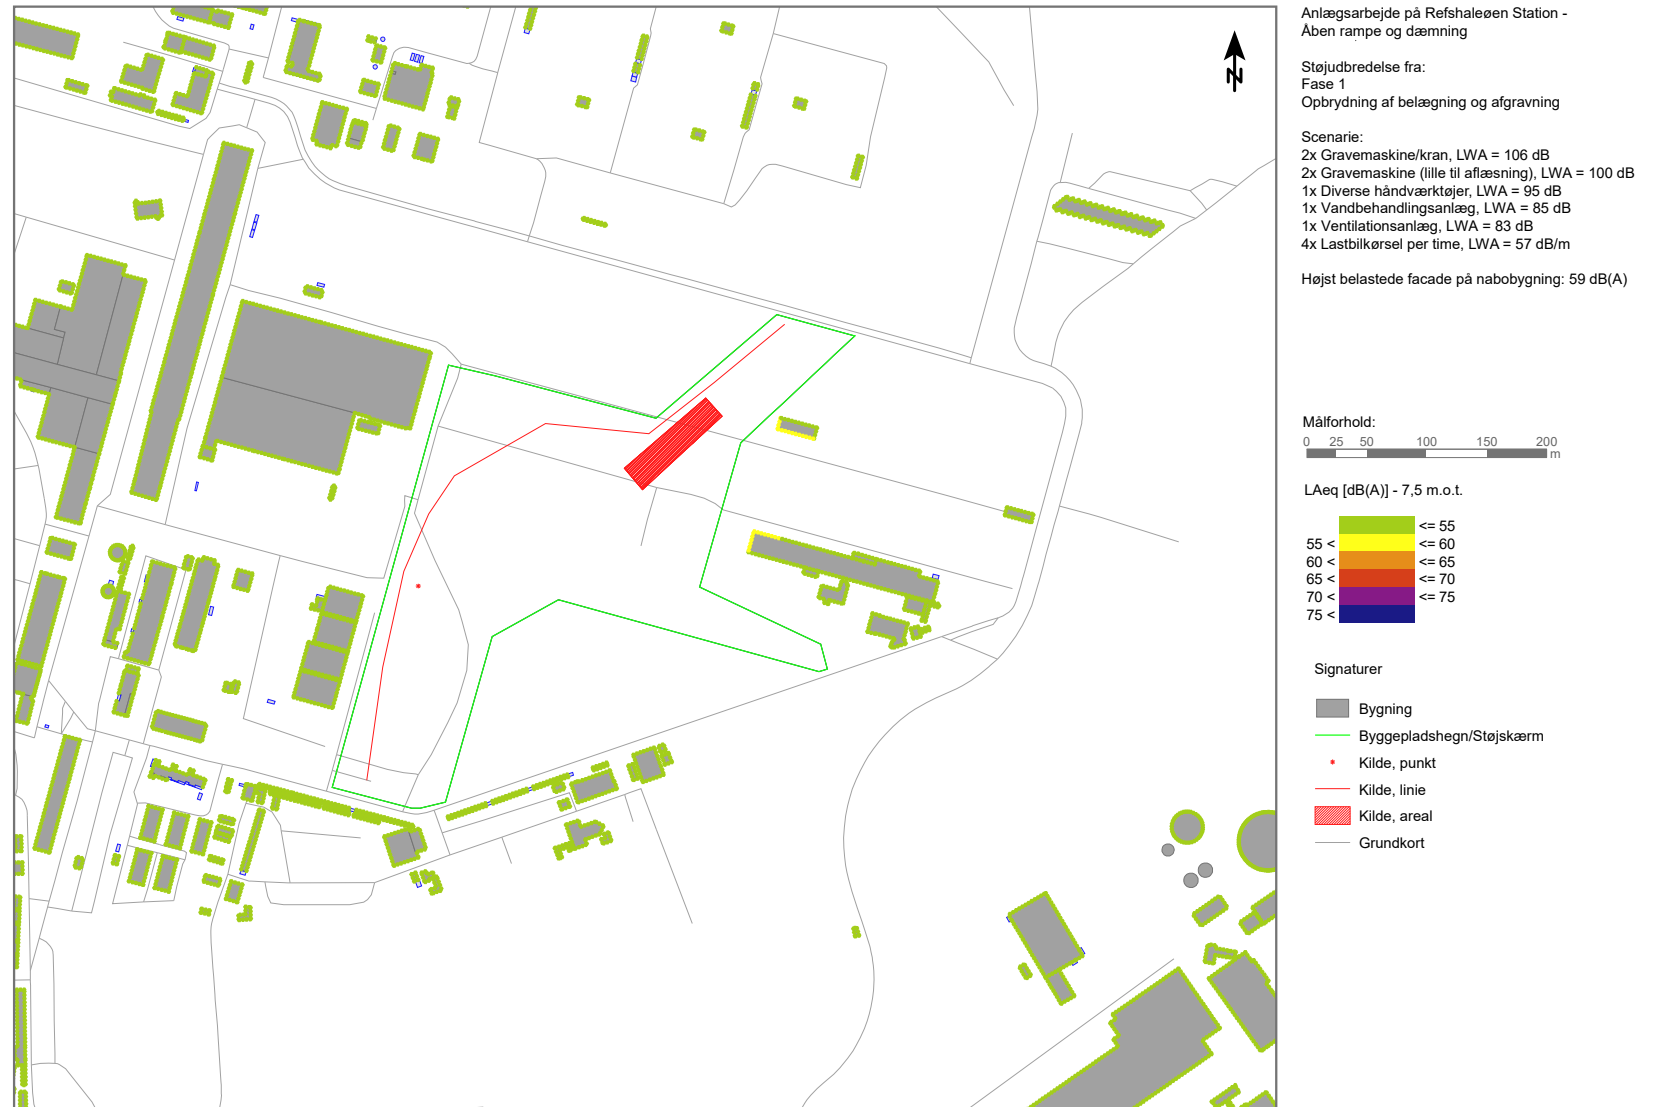 Anlægsarbejde på Refshaleøen Station -
Åben rampe og dæmning
Støjudbredelse fra:
Fase 1
Opbrydning af belægning og afgravning
Scenarie:
2x Gravemaskine/kran, LWA = 106 dB
2x Gravemaskine (lille til aflæsning), LWA = 100 dB
1x Diverse håndværktøjer, LWA = 95 dB
1x Vandbehandlingsanlæg, LWA = 85 dB
1x Ventilationsanlæg, LWA = 83 dB
4x Lastbilkørsel per time, LWA = 57 dB/m
Højst belastede facade på nabobygning: 59 dB(A)
N
Målforhold:
0 25 50 100 150 200
m
LAeq [dB(A)] - 7,5 m.o.t.
<= 55
55 < <= 60
60 < <= 65
65 < <= 70
70 < <= 75
75 <
Signaturer
Bygning
Byggepladshegn/Støjskærm
Kilde, punkt
Kilde, linie
Kilde, areal
Grundkort